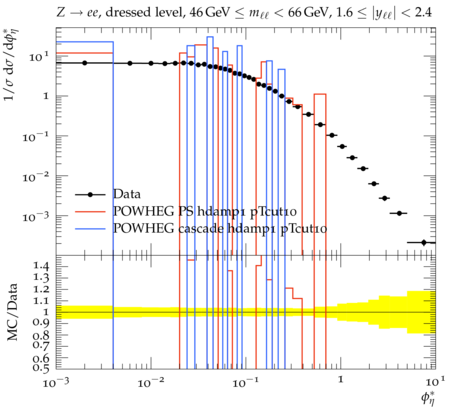 Z → ee, dressed level, 46 GeV ≤ mℓℓ < 66 GeV, 1.6 ≤ |yℓℓ| < 2.4
1/σ dσ/dφ*η
10¹
1
10⁻¹
10⁻²
10⁻³
Data
POWHEG PS hdamp1 pTcut10
POWHEG cascade hdamp1 pTcut10
MC/Data
1.4
1.3
1.2
1.1
1
0.9
0.8
0.7
0.6
0.5
10⁻³ 10⁻² 10⁻¹ 1 10¹
φ*η